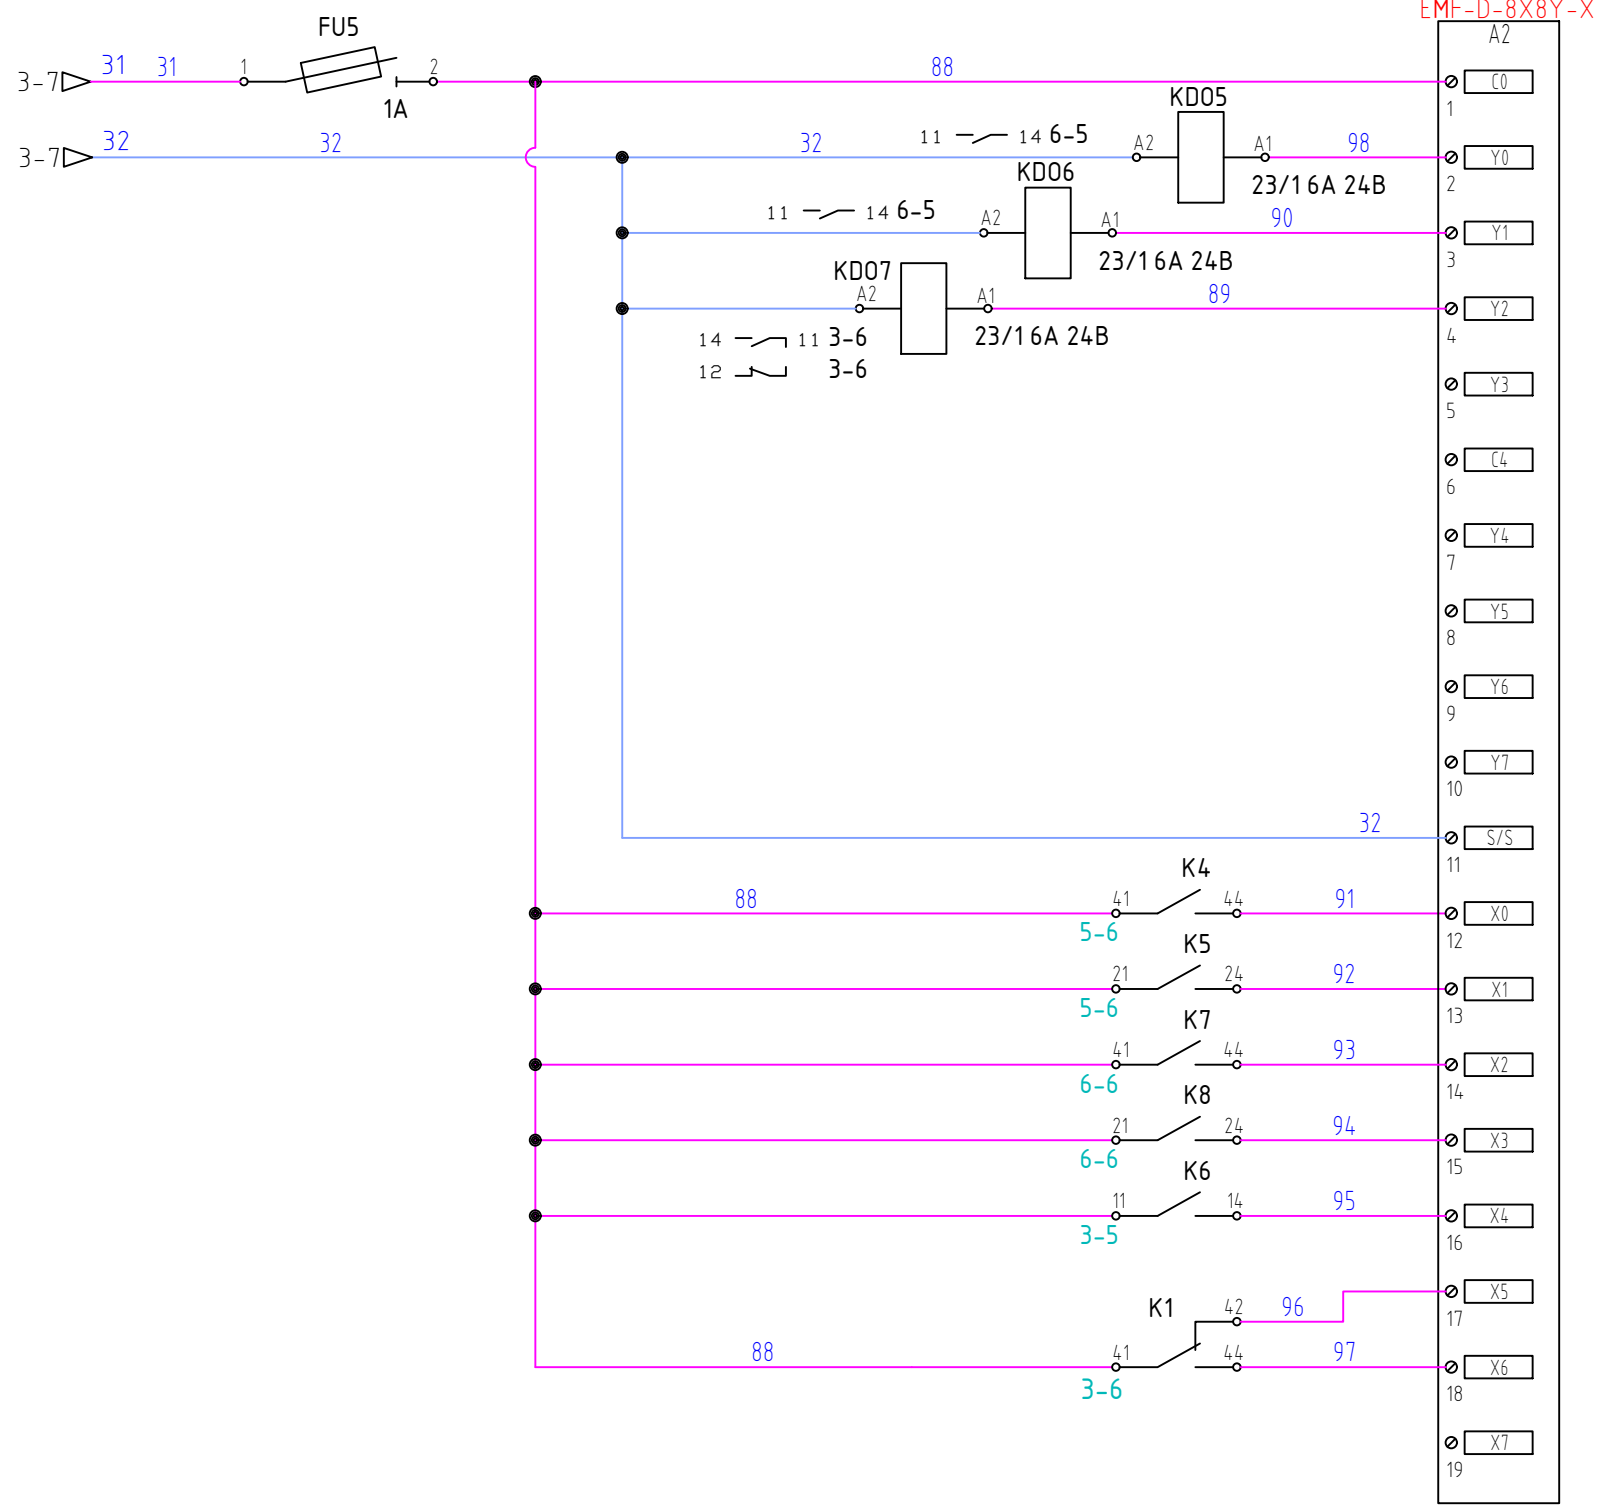 EMF-D-8X8Y-X
A2
FU5
3-7 31 31 1 2 88 C0
1A 1
KD05
3-7 32 32 32 11 14 6-5 A2 A1 98 Y0
23/16A 24B 2
KD06
11 14 6-5 A2 A1 90 Y1
23/16A 24B 3
KD07
A2 A1 89 Y2
14 11 3-6 23/16A 24B 4
12 3-6
Y3
5
C4
6
Y4
7
Y5
8
Y6
9
Y7
10
32 S/S
11
K4
88 41 44 91 X0
5-6 12
K5
21 24 92 X1
5-6 13
K7
41 44 93 X2
6-6 14
K8
21 24 94 X3
6-6 15
K6
11 14 95 X4
3-5 16
X5
K1 42 96 17
88 41 44 97 X6
3-6 18
X7
19